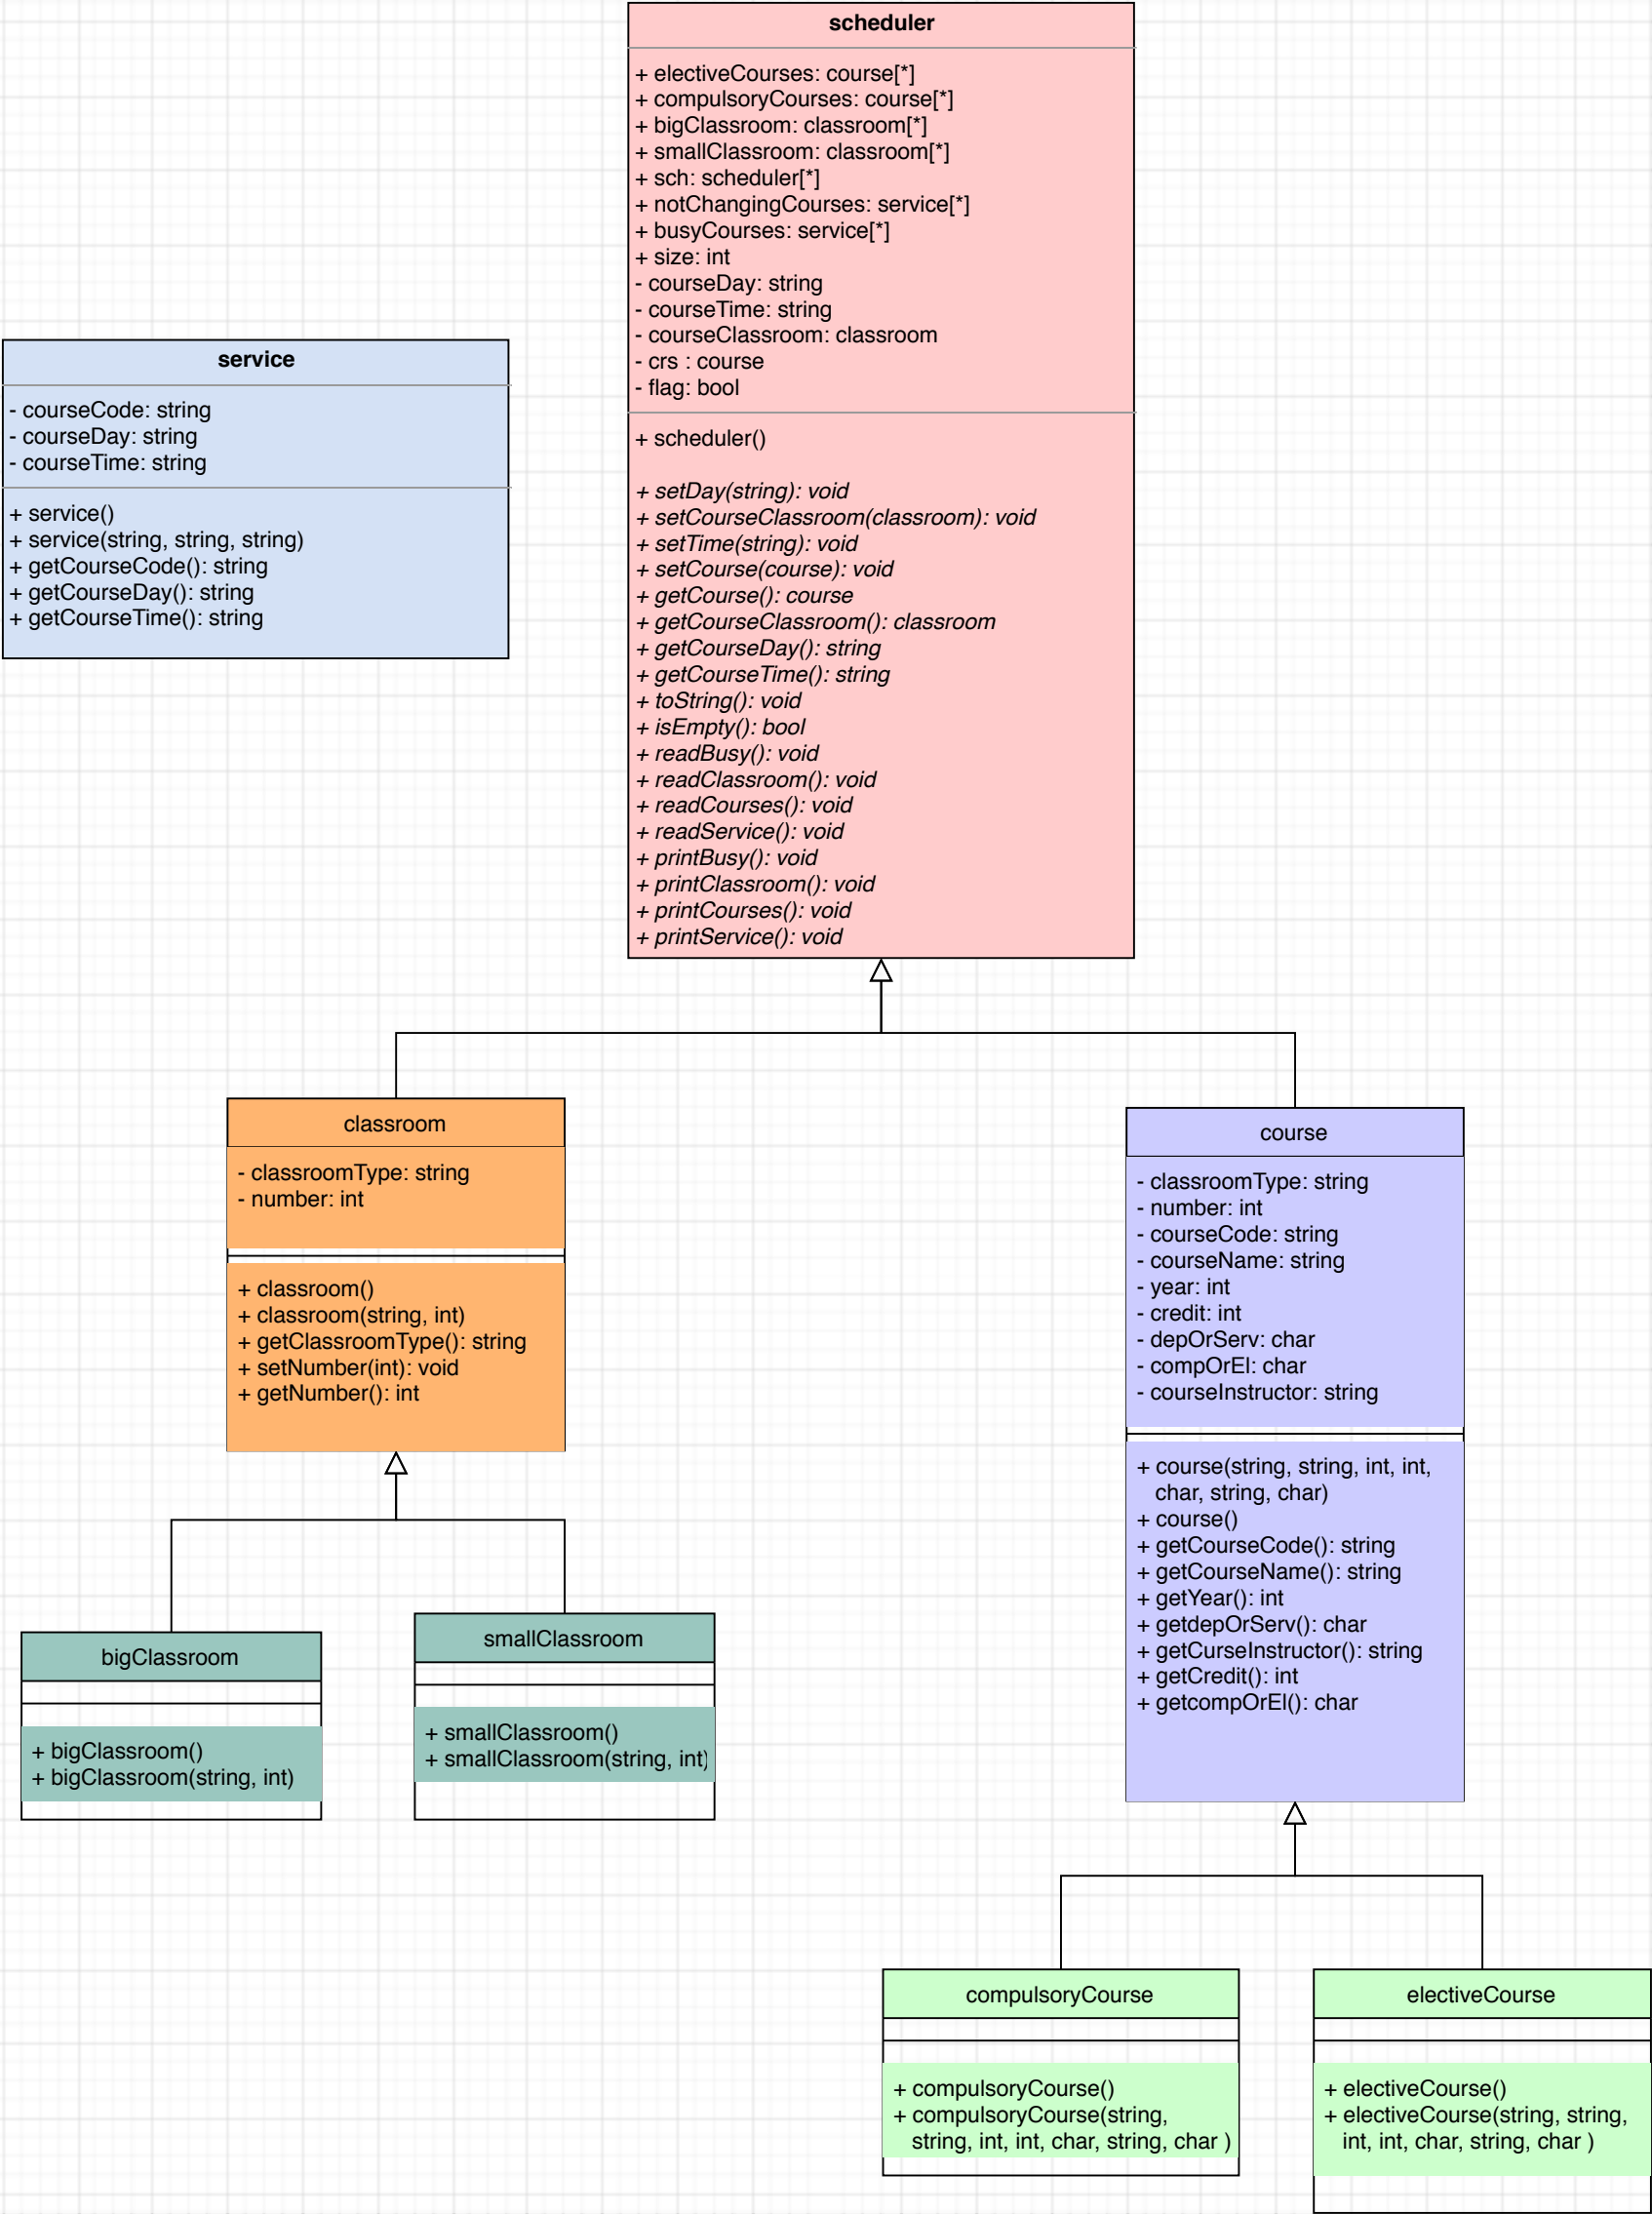 scheduler
+ electiveCourses: course[*]
+ compulsoryCourses: course[*]
+ bigClassroom: classroom[*]
+ smallClassroom: classroom[*]
+ sch: scheduler[*]
+ notChangingCourses: service[*]
+ busyCourses: service[*]
+ size: int
- courseDay: string
- courseTime: string
- courseClassroom: classroom
- crs : course
- flag: bool
+ scheduler()
+ setDay(string): void
+ setCourseClassroom(classroom): void
+ setTime(string): void
+ setCourse(course): void
+ getCourse(): course
+ getCourseClassroom(): classroom
+ getCourseDay(): string
+ getCourseTime(): string
+ toString(): void
+ isEmpty(): bool
+ readBusy(): void
+ readClassroom(): void
+ readCourses(): void
+ readService(): void
+ printBusy(): void
+ printClassroom(): void
+ printCourses(): void
+ printService(): void
service
- courseCode: string
- courseDay: string
- courseTime: string
+ service()
+ service(string, string, string)
+ getCourseCode(): string
+ getCourseDay(): string
+ getCourseTime(): string
classroom
- classroomType: string
- number: int
+ classroom()
+ classroom(string, int)
+ getClassroomType(): string
+ setNumber(int): void
+ getNumber(): int
course
- classroomType: string
- number: int
- courseCode: string
- courseName: string
- year: int
- credit: int
- depOrServ: char
- compOrEl: char
- courseInstructor: string
+ course(string, string, int, int,
char, string, char)
+ course()
+ getCourseCode(): string
+ getCourseName(): string
+ getYear(): int
+ getdepOrServ(): char
+ getCurseInstructor(): string
+ getCredit(): int
+ getcompOrEl(): char
bigClassroom
+ bigClassroom()
+ bigClassroom(string, int)
smallClassroom
+ smallClassroom()
+ smallClassroom(string, int)
compulsoryCourse
+ compulsoryCourse()
+ compulsoryCourse(string,
string, int, int, char, string, char )
electiveCourse
+ electiveCourse()
+ electiveCourse(string, string,
int, int, char, string, char )